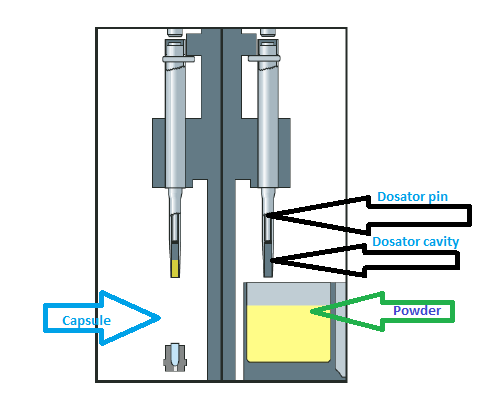 Dosator pin
Dosator cavity
Powder
Capsule